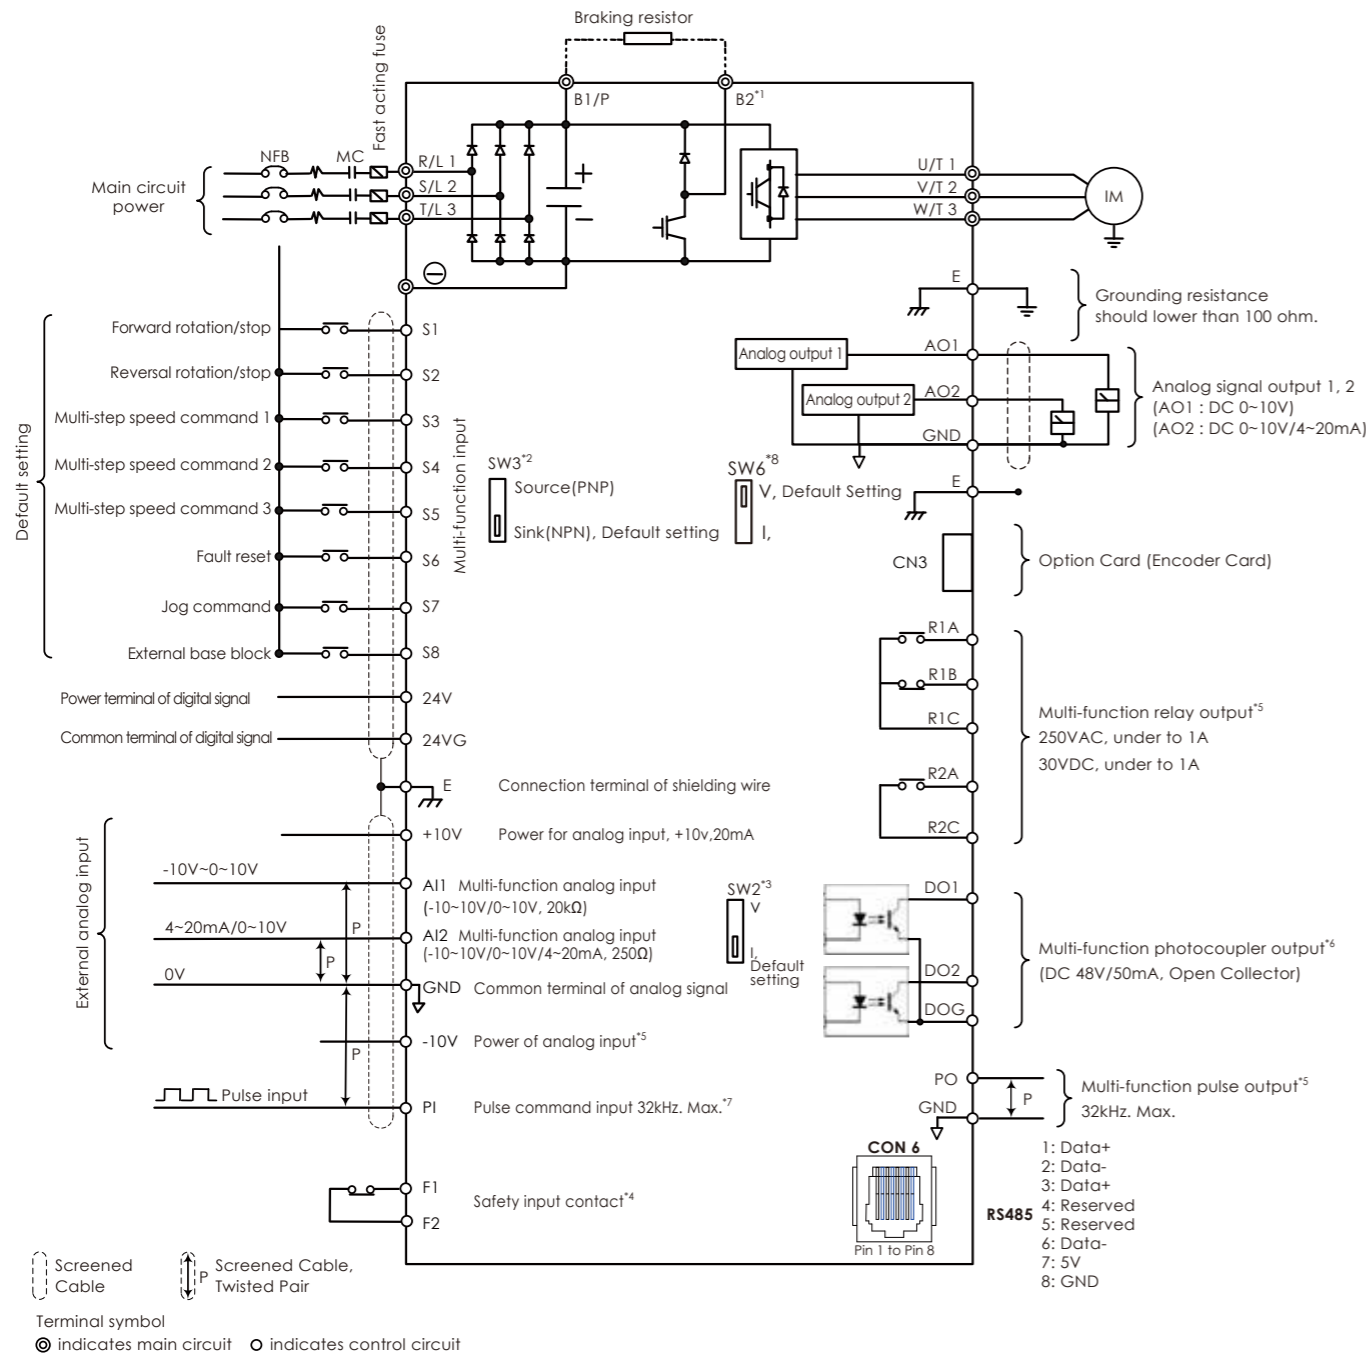 Braking resistor
Fast acting fuse
B1/P
B2*1
NFB
MC
R/L 1
S/L 2
T/L 3
Main circuit
power
+
−
−
U/T 1
V/T 2
W/T 3
IM
E
Grounding resistance
should lower than 100 ohm.
Default setting
Forward rotation/stop
S1
Reversal rotation/stop
S2
Multi-step speed command 1
S3
Multi-step speed command 2
S4
Multi-step speed command 3
S5
Fault reset
S6
Jog command
S7
External base block
S8
Multi-function input
Power terminal of digital signal
24V
Common terminal of digital signal
24VG
SW3*2
Source(PNP)
Sink(NPN), Default setting
SW6*8
V, Default Setting
I,
Analog output 1
AO1
Analog output 2
AO2
GND
Analog signal output 1, 2
(AO1 : DC 0~10V)
(AO2 : DC 0~10V/4~20mA)
E
CN3
Option Card (Encoder Card)
R1A
R1B
R1C
R2A
R2C
Multi-function relay output*5
250VAC, under to 1A
30VDC, under to 1A
E
Connection terminal of shielding wire
External analog input
+10V
Power for analog input, +10v,20mA
-10V~0~10V
AI1 Multi-function analog input
(-10~10V/0~10V, 20kΩ)
P
4~20mA/0~10V
AI2 Multi-function analog input
(-10~10V/0~10V/4~20mA, 250Ω)
P
0V
GND Common terminal of analog signal
-10V Power of analog input*5
P
Pulse input
PI
Pulse command input 32kHz. Max.*7
SW2*3
V
I,
Default
setting
DO1
DO2
DOG
Multi-function photocoupler output*6
(DC 48V/50mA, Open Collector)
PO
P
GND
Multi-function pulse output*5
32kHz. Max.
F1
F2
Safety input contact*4
CON 6
Pin 1 to Pin 8
RS485
1: Data+
2: Data-
3: Data+
4: Reserved
5: Reserved
6: Data-
7: 5V
8: GND
Screened
Cable
P
Screened Cable,
Twisted Pair
Terminal symbol
indicates main circuit
indicates control circuit